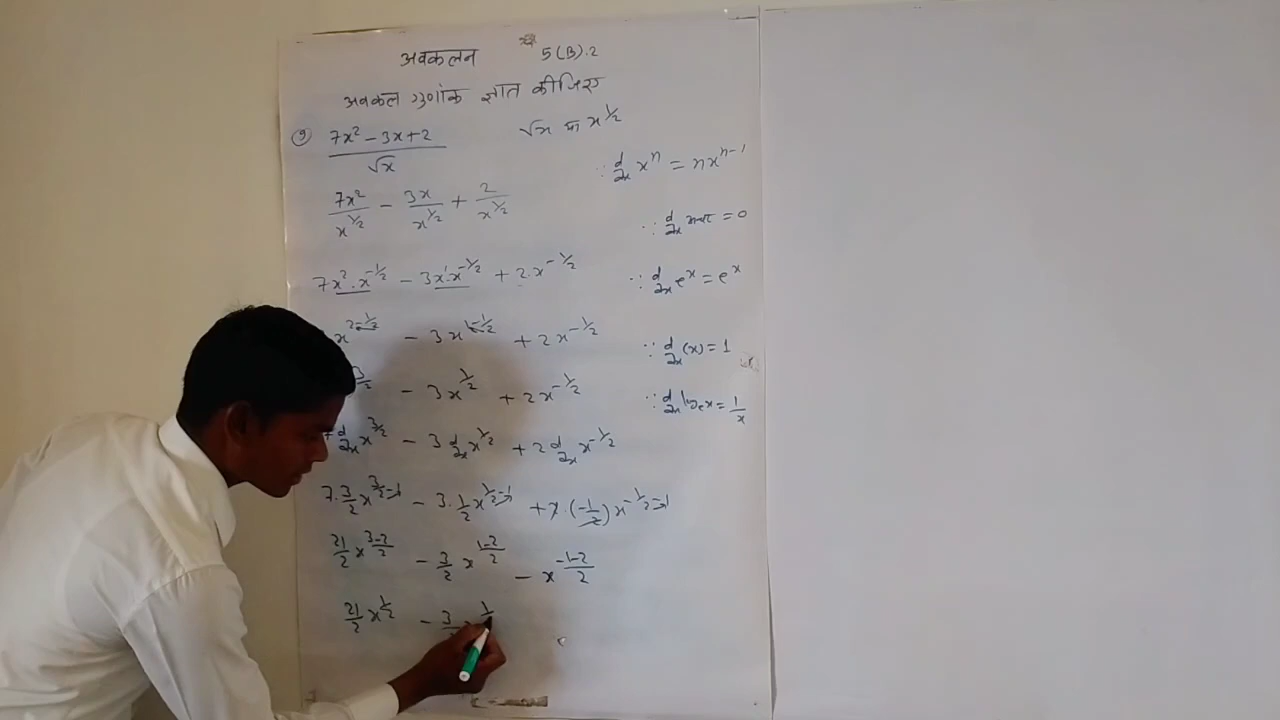 अवकलन 5(B).2
अवकल गुणांक ज्ञात कीजिए
9) (7x² - 3x + 2)/√x
√x = x^1/2
7x²/x^1/2 - 3x/x^1/2 + 2/x^1/2
7x²·x^-1/2 - 3x¹·x^-1/2 + 2·x^-1/2
x^2-1/2 - 3x^1-1/2 + 2x^-1/2
3/2 - 3x^1/2 + 2x^-1/2
d/dx x^3/2 - 3 d/dx x^1/2 + 2 d/dx x^-1/2
7·3/2 x^3/2-1 - 3·1/2 x^1/2-1 + 2·(-1/2) x^-1/2-1
21/2 x^(3-2)/2 - 3/2 x^(1-2)/2 - x^(-1-2)/2
21/2 x^1/2 - 3
∵ d/dx xⁿ = nxⁿ⁻¹
∵ d/dx अचर = 0
∵ d/dx eˣ = eˣ
∵ d/dx (x) = 1
∵ d/dx logₑx = 1/x